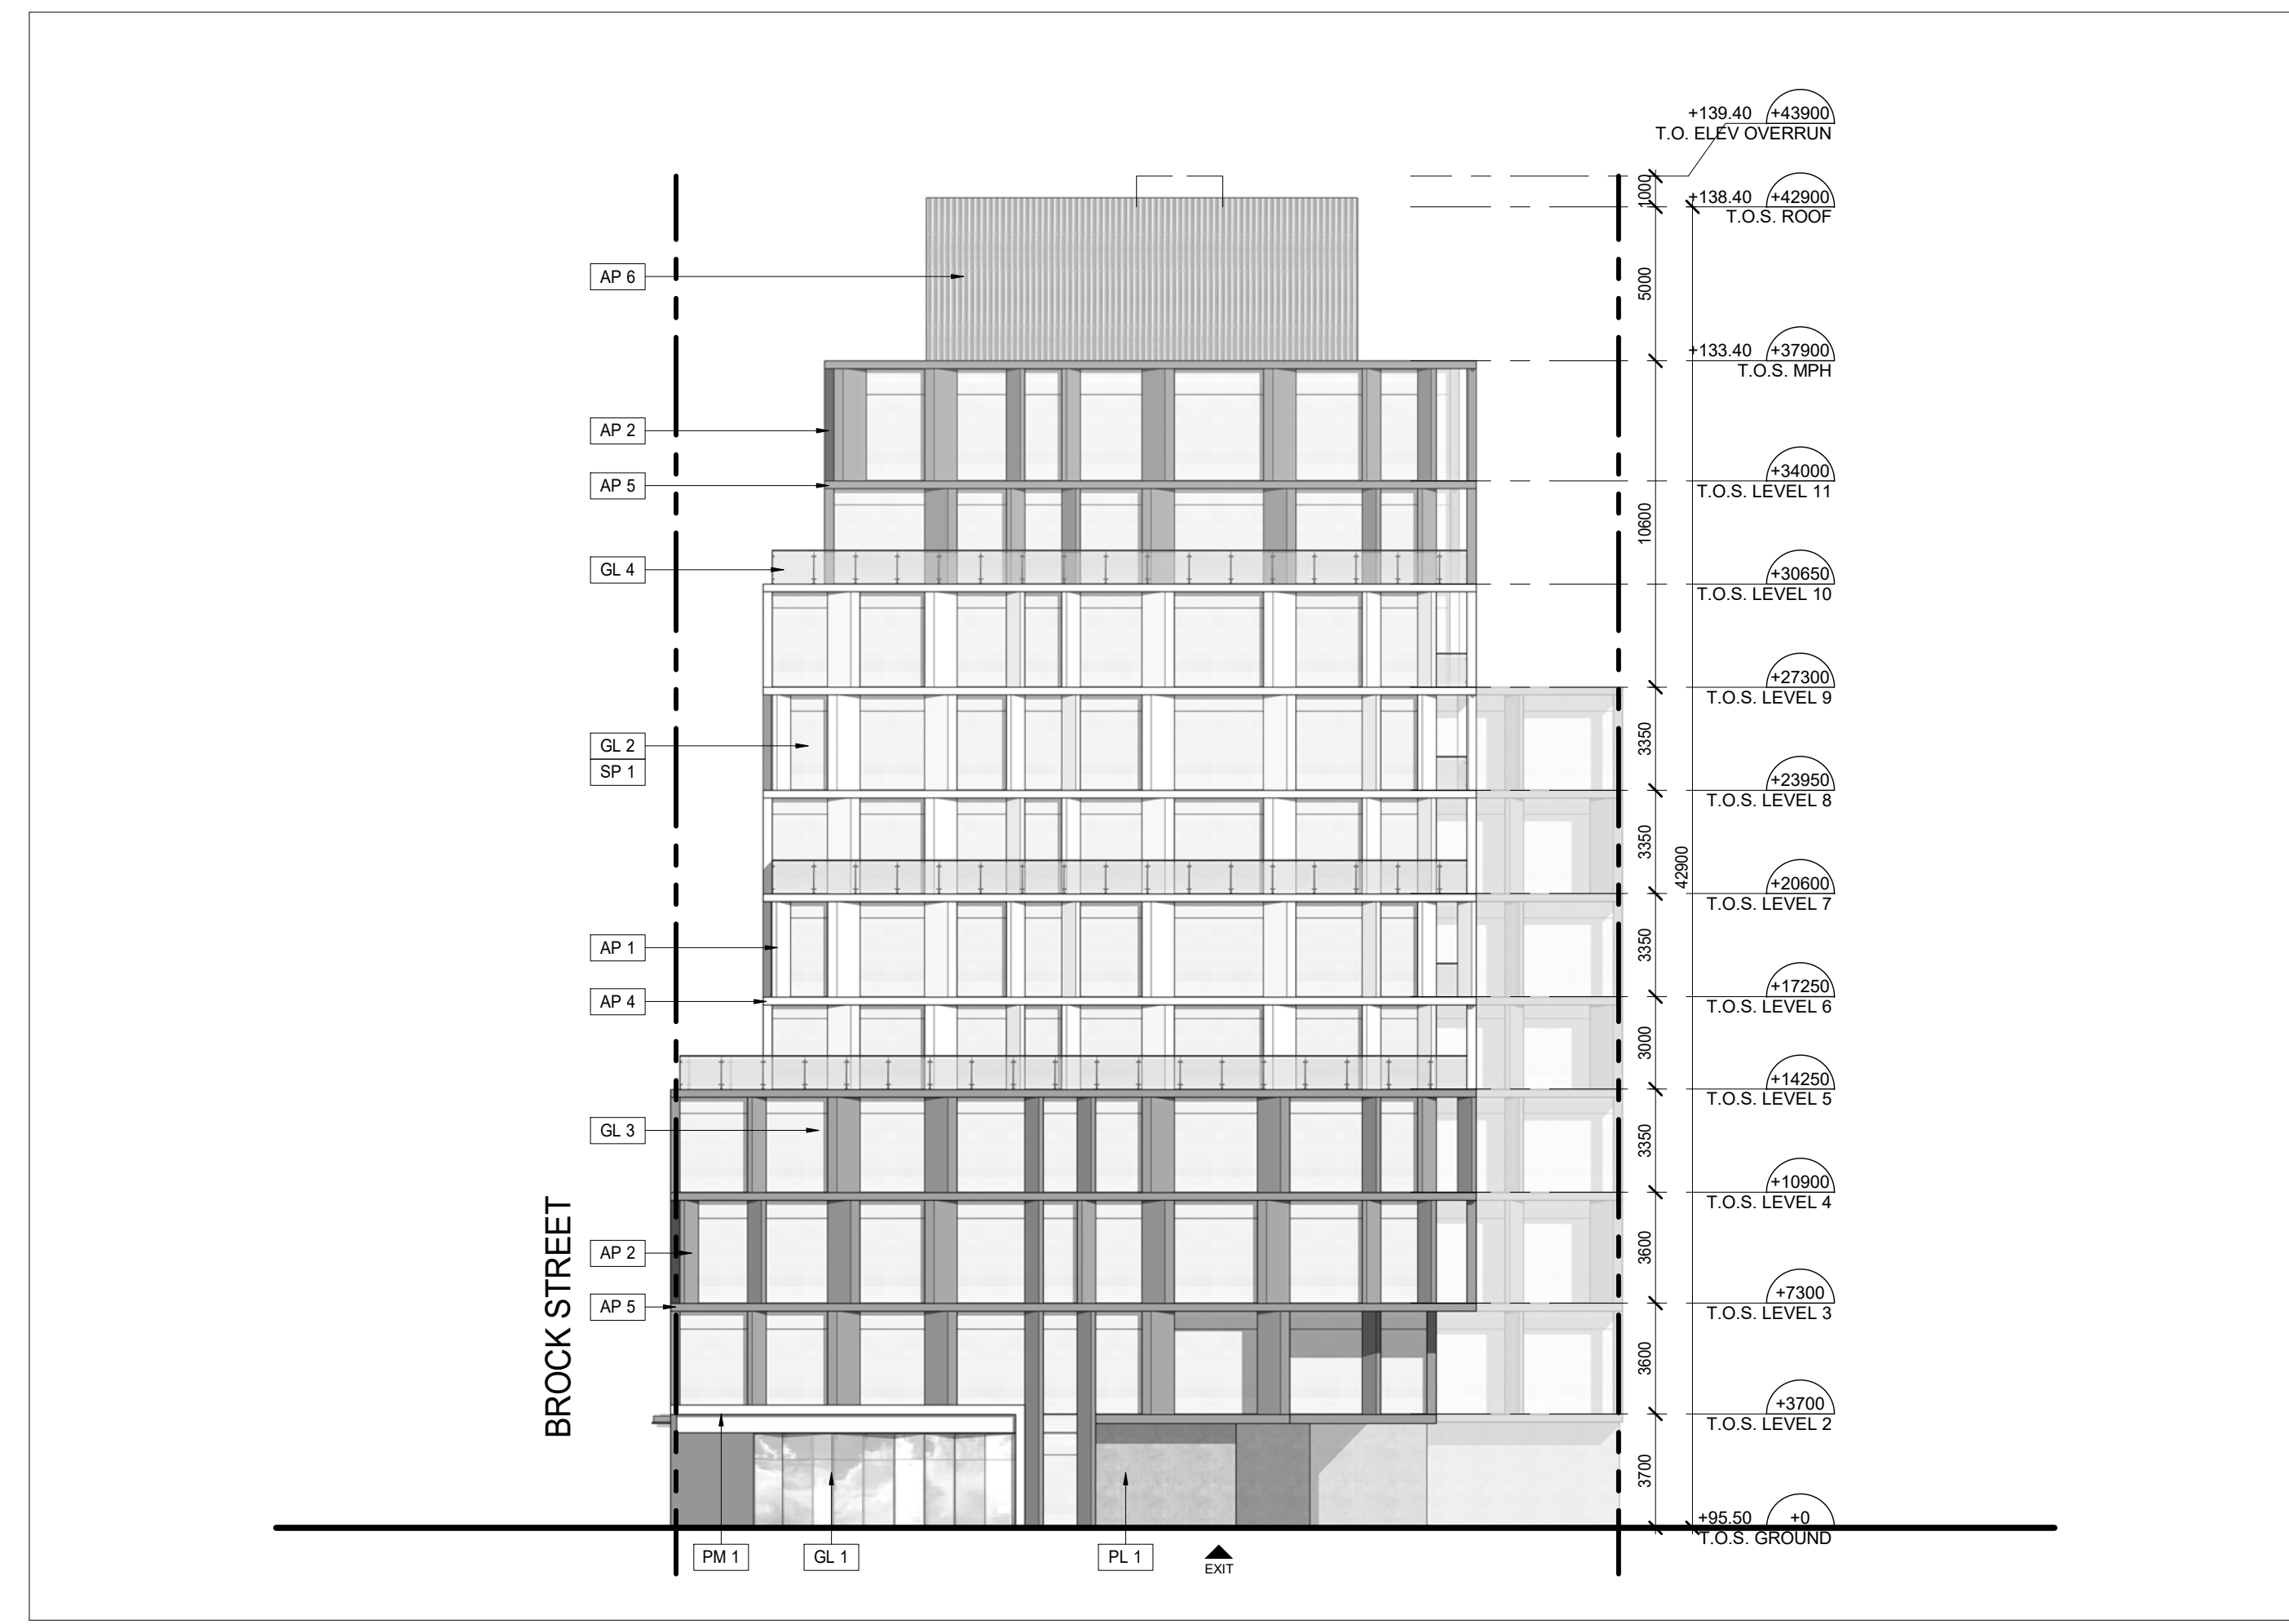 +139.40 +43900
T.O. ELEV OVERRUN
1000
+138.40 +42900
T.O.S. ROOF
AP 6
5000
+133.40 +37900
T.O.S. MPH
AP 2
+34000
T.O.S. LEVEL 11
AP 5
10600
GL 4
+30650
T.O.S. LEVEL 10
+27300
T.O.S. LEVEL 9
GL 2
SP 1
3350
+23950
T.O.S. LEVEL 8
3350
42900
+20600
T.O.S. LEVEL 7
AP 1
3350
+17250
T.O.S. LEVEL 6
AP 4
3000
+14250
T.O.S. LEVEL 5
GL 3
3350
+10900
T.O.S. LEVEL 4
AP 2
3600
+7300
T.O.S. LEVEL 3
AP 5
BROCK STREET
3600
+3700
T.O.S. LEVEL 2
3700
+95.50 +0
T.O.S. GROUND
PM 1
GL 1
PL 1
EXIT